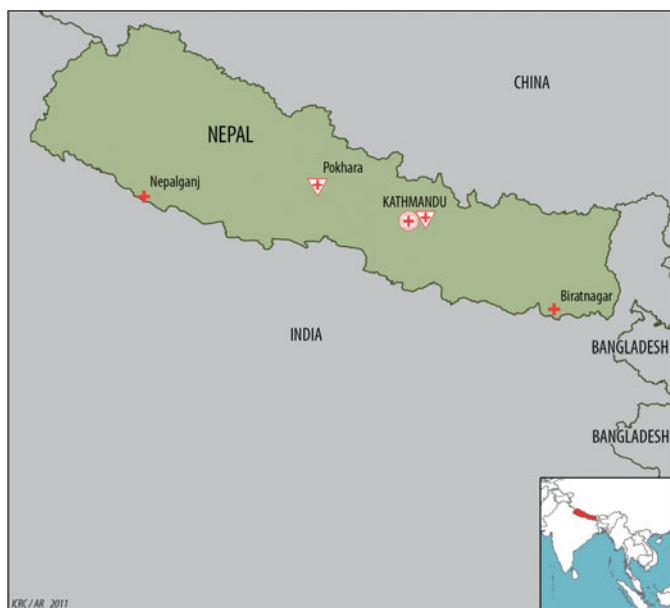 CHINA
NEPAL
Pokhara
Nepalganj
KATHMANDU
Biratnagar
INDIA
BANGLADESH
BANGLADESH
ICRC / AR 2011